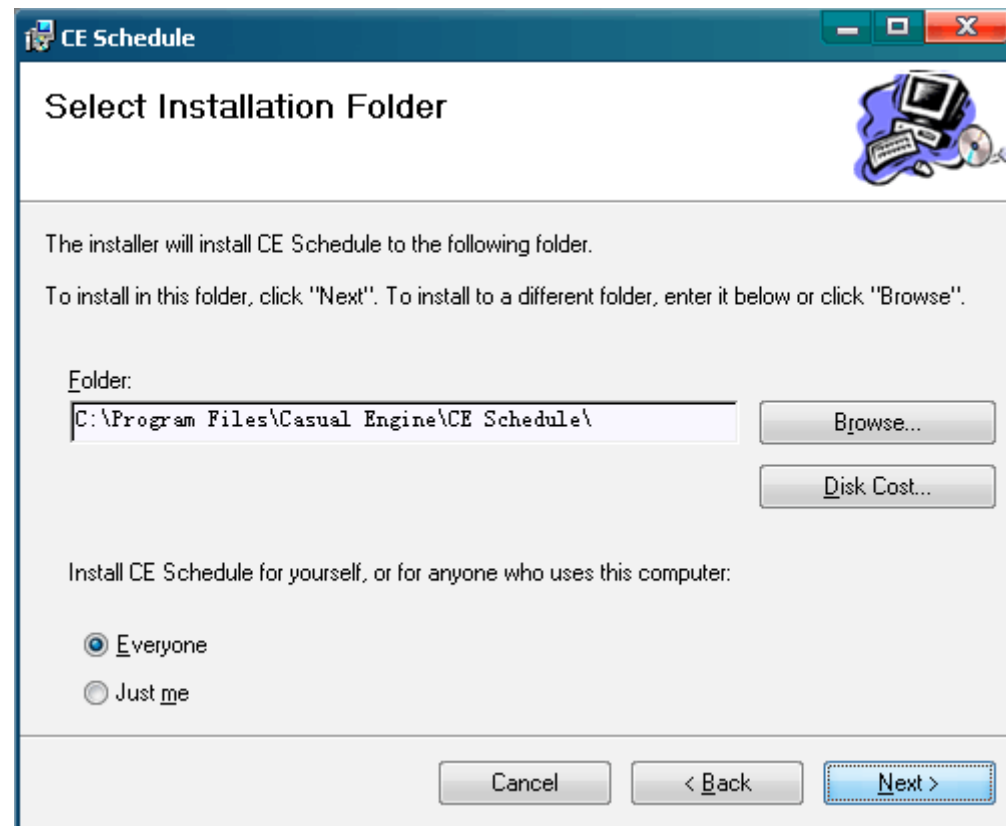 CE Schedule
Select Installation Folder
The installer will install CE Schedule to the following folder.
To install in this folder, click "Next". To install to a different folder, enter it below or click "Browse".
Folder:
C:\Program Files\Casual Engine\CE Schedule\
Browse...
Disk Cost...
Install CE Schedule for yourself, or for anyone who uses this computer:
Everyone
Just me
Cancel
< Back
Next >